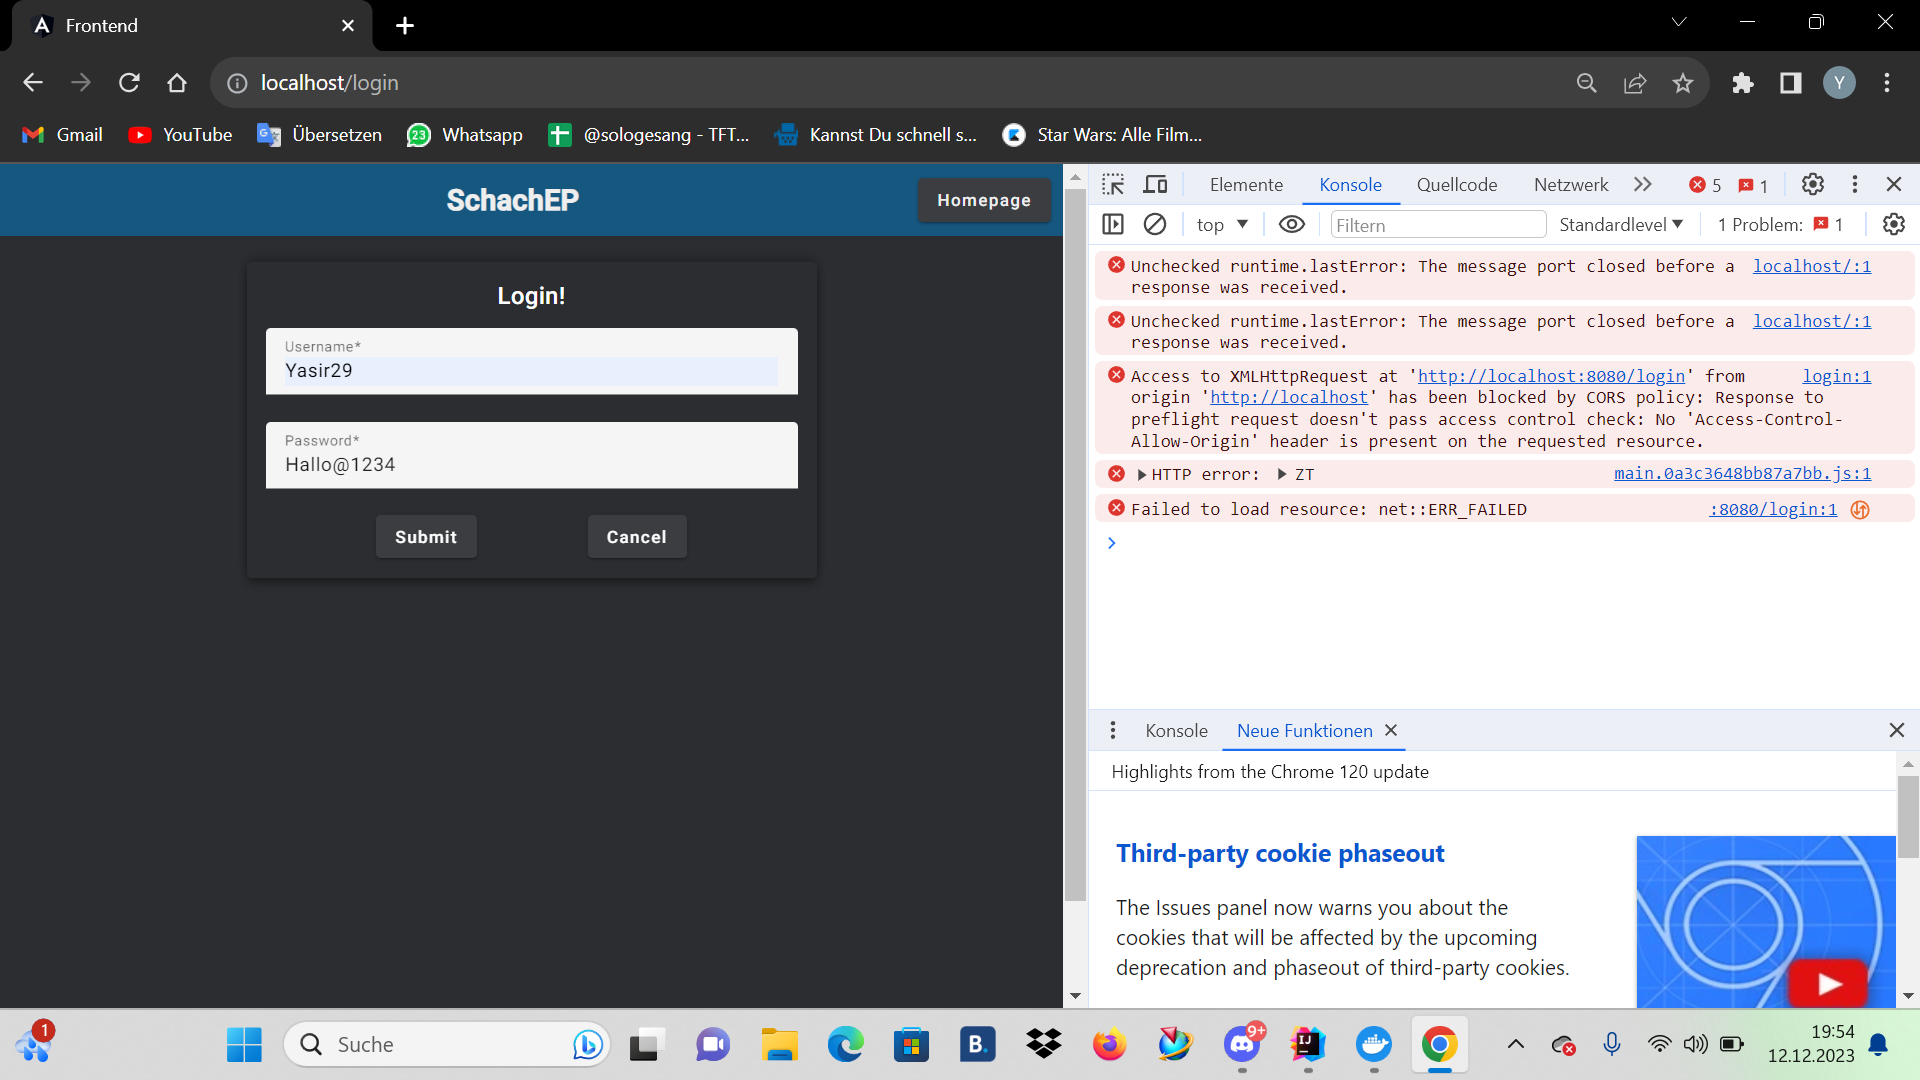 Frontend
localhost/login
Y
Gmail
YouTube
Übersetzen
23
Whatsapp
@sologesang - TFT...
Kannst Du schnell s...
Star Wars: Alle Film...
SchachEP
Homepage
Login!
Username*
Yasir29
Password*
Hallo@1234
Submit
Cancel
Elemente
Konsole
Quellcode
Netzwerk
5
1
top
Filtern
Standardlevel
1 Problem:
1
Unchecked runtime.lastError: The message port closed before a localhost/:1
response was received.
Unchecked runtime.lastError: The message port closed before a localhost/:1
response was received.
Access to XMLHttpRequest at 'http://localhost:8080/login' from login:1
origin 'http://localhost' has been blocked by CORS policy: Response to
preflight request doesn't pass access control check: No 'Access-Control-
Allow-Origin' header is present on the requested resource.
HTTP error: ZT main.0a3c3648bb87a7bb.js:1
Failed to load resource: net::ERR_FAILED :8080/login:1
Konsole
Neue Funktionen
Highlights from the Chrome 120 update
Third-party cookie phaseout
The Issues panel now warns you about the
cookies that will be affected by the upcoming
deprecation and phaseout of third-party cookies.
1
Suche
B.
9+
IJ
19:54
12.12.2023